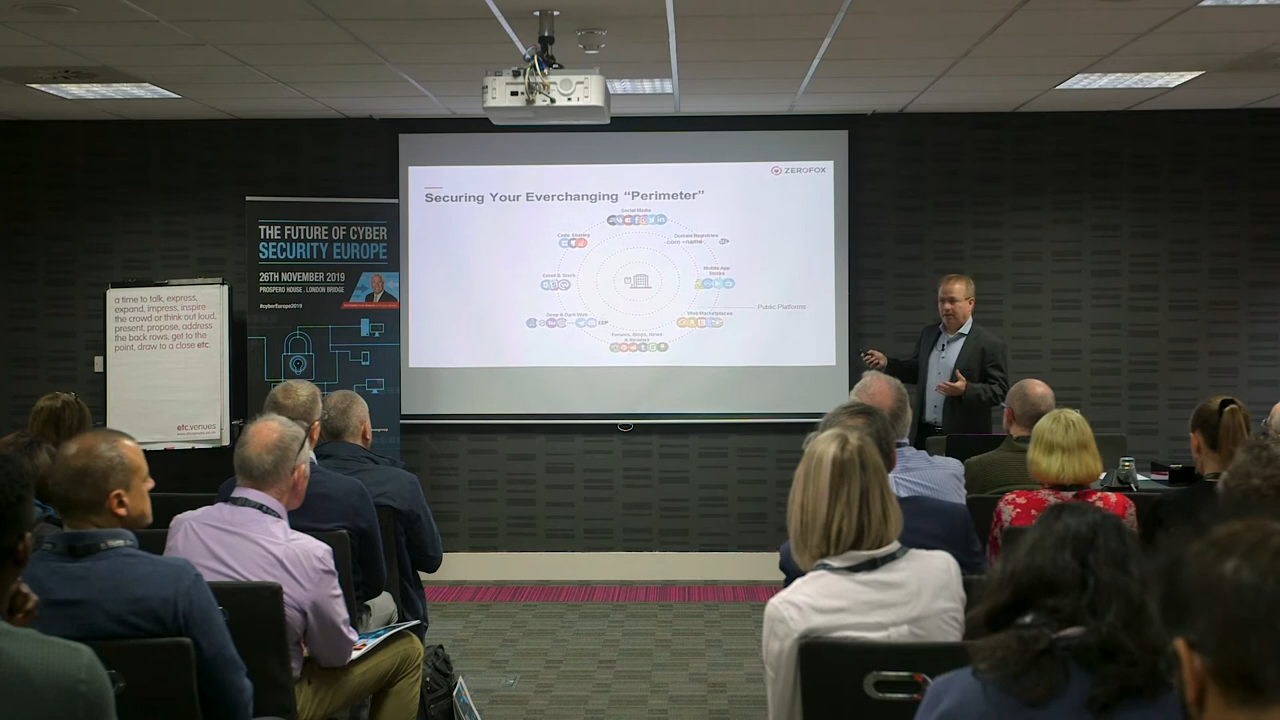 ZEROFOX
Securing Your Everchanging “Perimeter”
Social Media
Code Sharing
Domain Registries
.com .name
Email & Slack
Mobile App
Stores
Public Platforms
Deep & Dark Web
Web Marketplaces
Forums, Blogs, News
THE FUTURE OF CYBER
SECURITY EUROPE
26TH NOVEMBER 2019
PROSPERO HOUSE . LONDON BRIDGE
#cyberEurope2019
a time to talk, express,
expand, impress, inspire
the crowd or think out loud,
present, propose, address
the back rows, get to the
point, draw to a close etc.
etc.venues